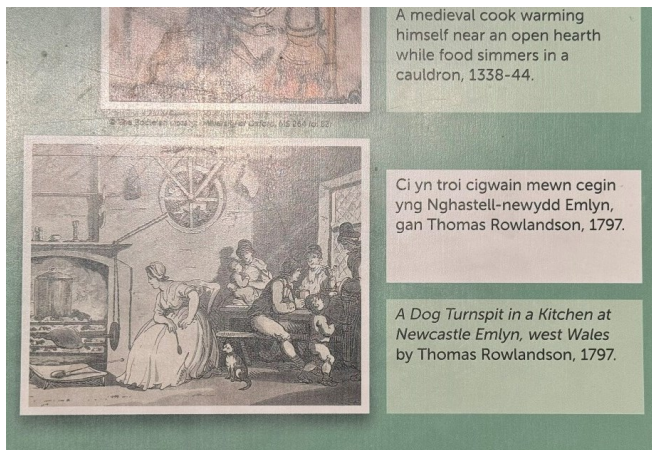 A medieval cook warming
himself near an open hearth
while food simmers in a
cauldron, 1338-44.
Ci yn troi cigwain mewn cegin
yng Nghastell-newydd Emlyn,
gan Thomas Rowlandson, 1797.
A Dog Turnspit in a Kitchen at
Newcastle Emlyn, west Wales
by Thomas Rowlandson, 1797.